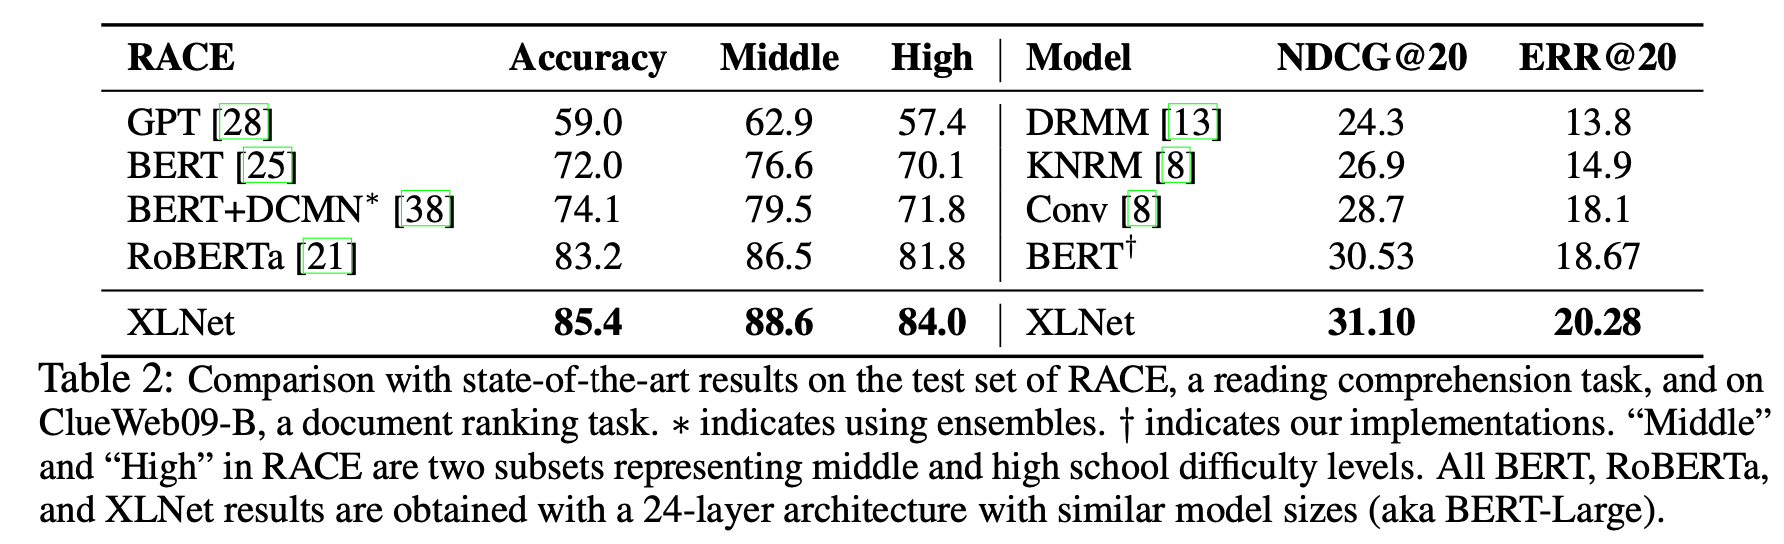 RACE Accuracy Middle High Model NDCG@20 ERR@20
GPT [28] 59.0 62.9 57.4 DRMM [13] 24.3 13.8
BERT [25] 72.0 76.6 70.1 KNRM [8] 26.9 14.9
BERT+DCMN* [38] 74.1 79.5 71.8 Conv [8] 28.7 18.1
RoBERTa [21] 83.2 86.5 81.8 BERT† 30.53 18.67
XLNet 85.4 88.6 84.0 XLNet 31.10 20.28
Table 2: Comparison with state-of-the-art results on the test set of RACE, a reading comprehension task, and on
ClueWeb09-B, a document ranking task. ∗ indicates using ensembles. † indicates our implementations. “Middle”
and “High” in RACE are two subsets representing middle and high school difficulty levels. All BERT, RoBERTa,
and XLNet results are obtained with a 24-layer architecture with similar model sizes (aka BERT-Large).